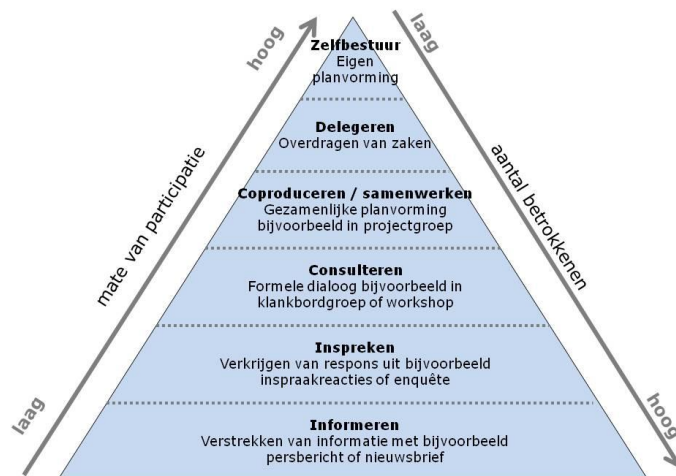 hoog
laag
Zelfbestuur
Eigen
planvorming
Delegeren
Overdragen van zaken
mate van participatie
aantal betrokkenen
Coproduceren / samenwerken
Gezamenlijke planvorming
bijvoorbeeld in projectgroep
Consulteren
Formele dialoog bijvoorbeeld in
klankbordgroep of workshop
Inspreken
Verkrijgen van respons uit bijvoorbeeld
inspraakreacties of enquête
laag
hoog
Informeren
Verstrekken van informatie met bijvoorbeeld
persbericht of nieuwsbrief